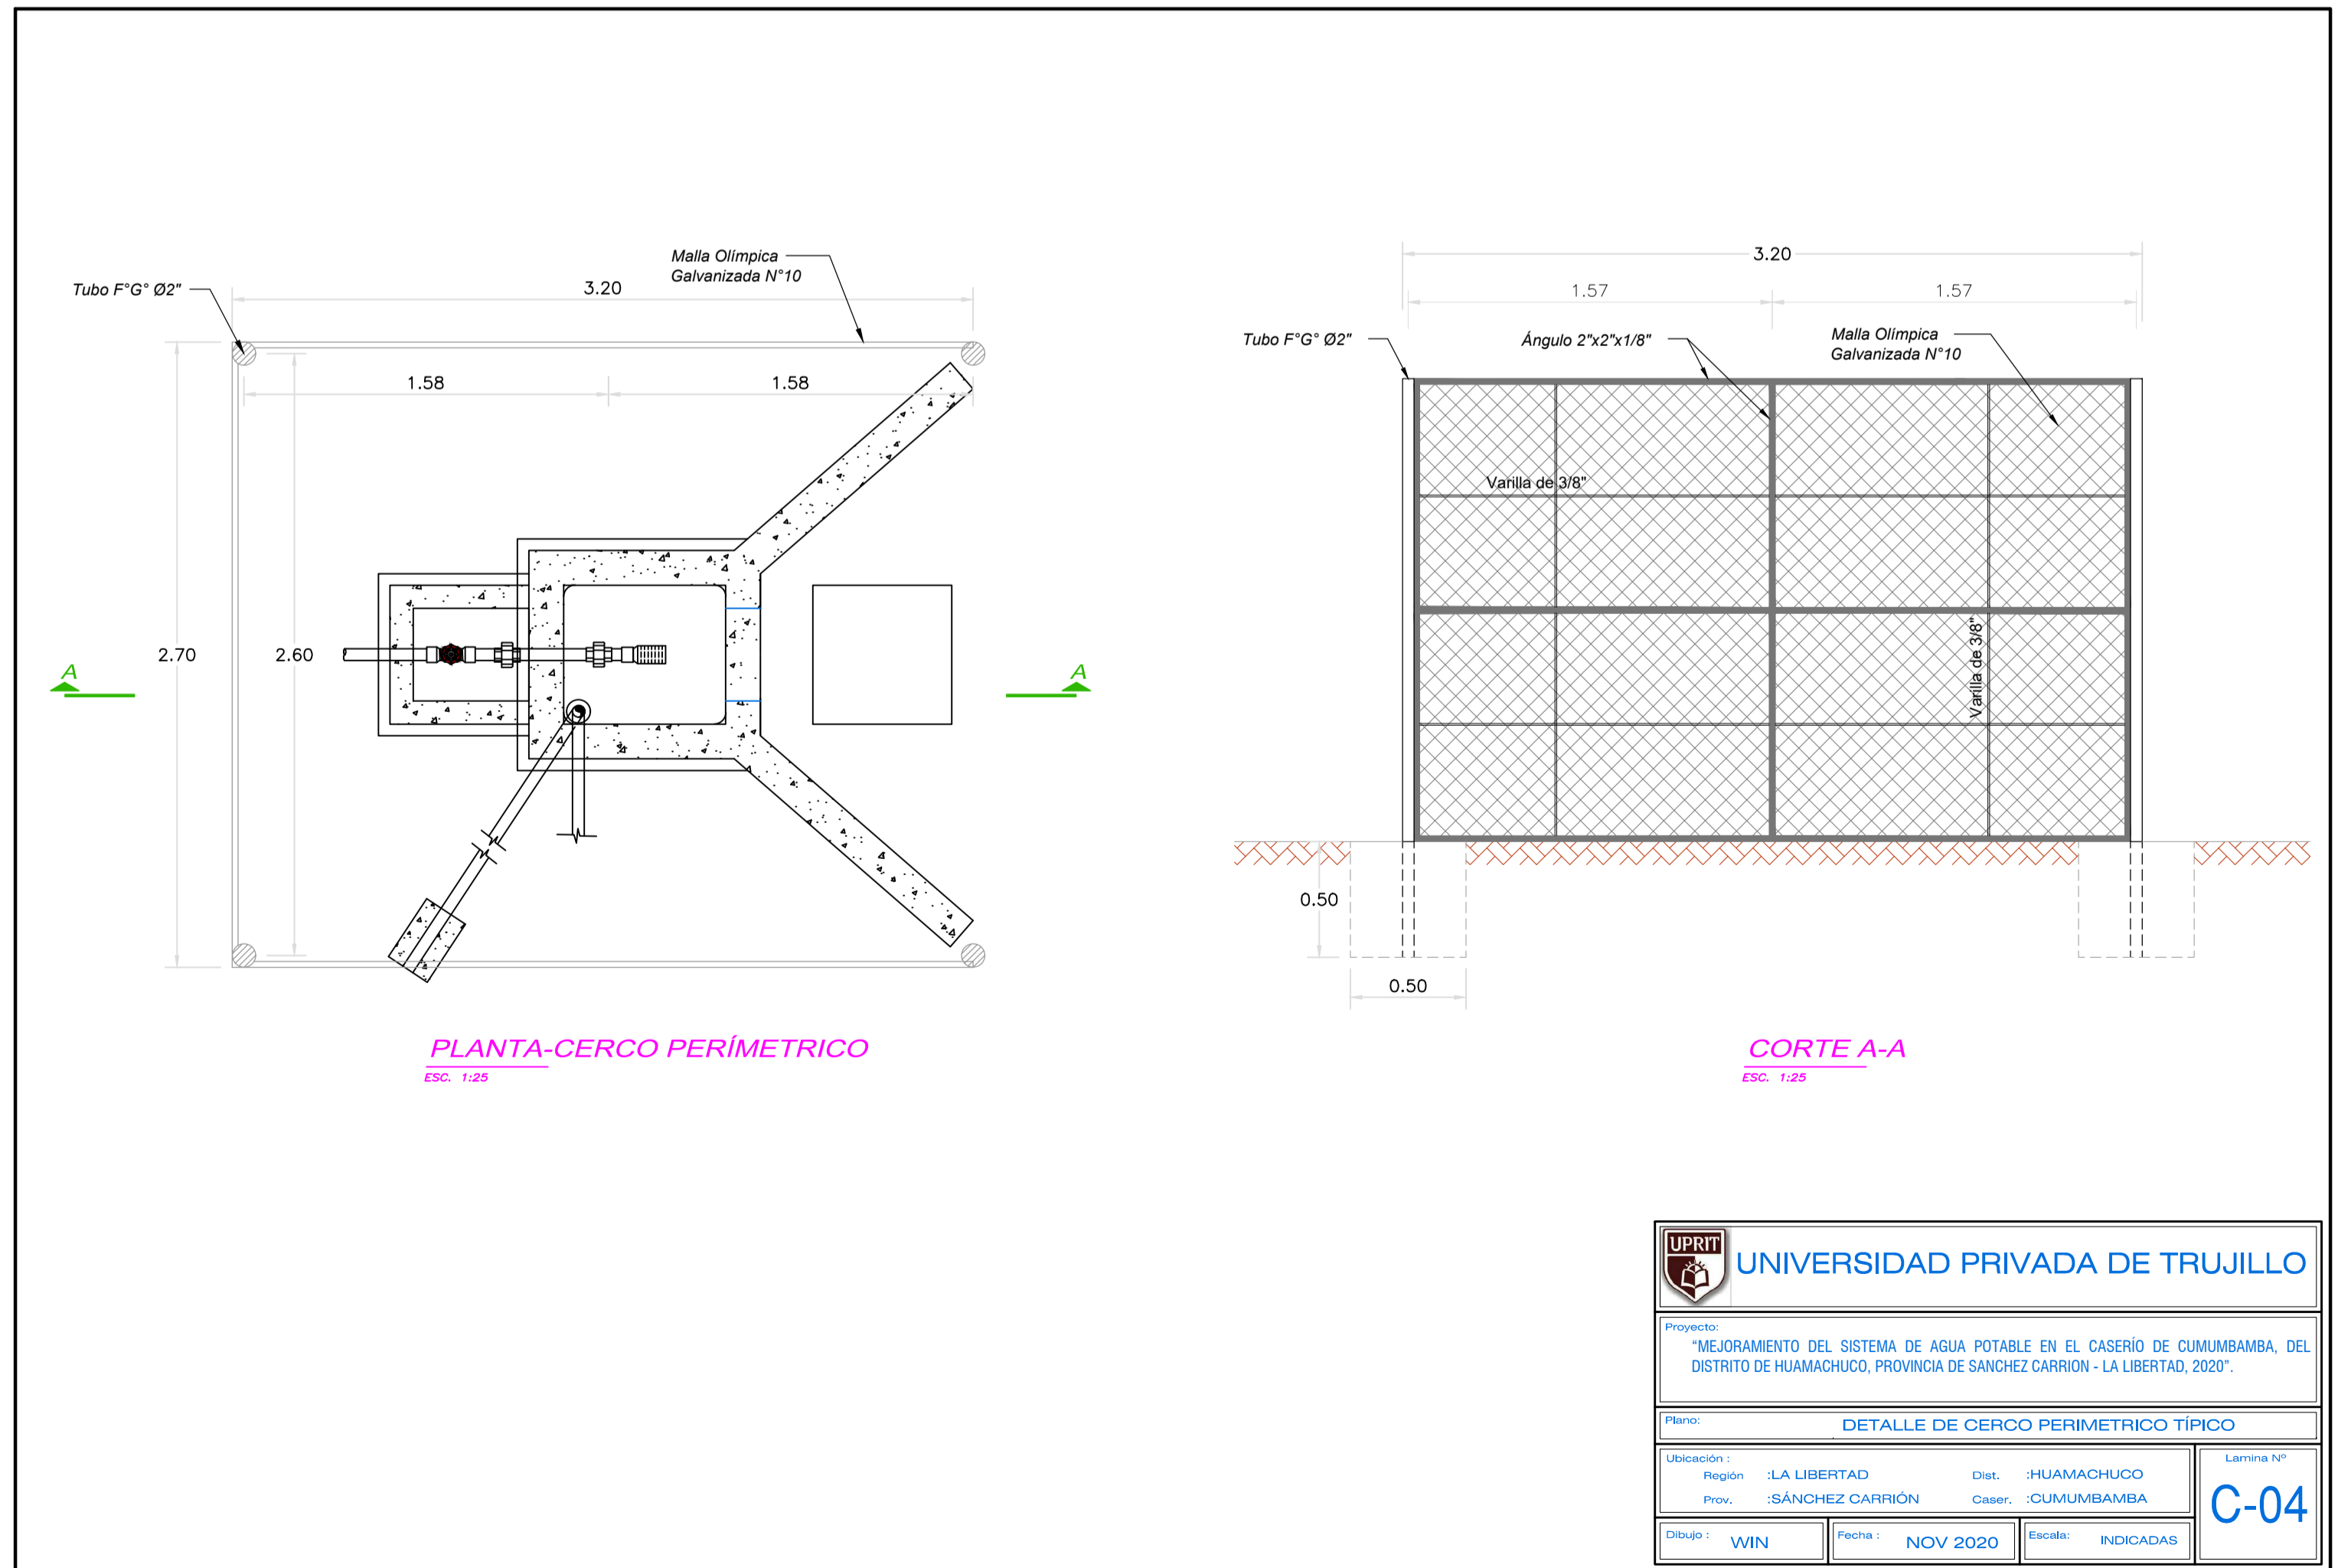 Malla Olímpica
Galvanizada N°10
Tubo F°G° Ø2"
3.20
1.58
1.58
2.70
2.60
A
A
PLANTA-CERCO PERÍMETRICO
ESC. 1:25
3.20
1.57
1.57
Tubo F°G° Ø2"
Ángulo 2"x2"x1/8"
Malla Olímpica
Galvanizada N°10
Varilla de 3/8"
Varilla de 3/8"
0.50
0.50
CORTE A-A
ESC. 1:25
UPRIT
UNIVERSIDAD PRIVADA DE TRUJILLO
Proyecto:
“MEJORAMIENTO DEL SISTEMA DE AGUA POTABLE EN EL CASERÍO DE CUMUMBAMBA, DEL
DISTRITO DE HUAMACHUCO, PROVINCIA DE SANCHEZ CARRION - LA LIBERTAD, 2020”.
Plano: DETALLE DE CERCO PERIMETRICO TÍPICO
Ubicación :
Región :LA LIBERTAD Dist. :HUAMACHUCO
Prov. :SÁNCHEZ CARRIÓN Caser. :CUMUMBAMBA
Lamina Nº
C-04
Dibujo : WIN Fecha : NOV 2020 Escala: INDICADAS